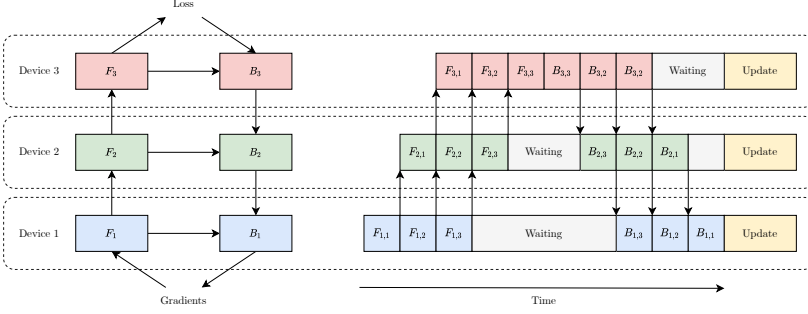 Loss
Device 3 F₃ B₃ F₃,₁ F₃,₂ F₃,₃ B₃,₃ B₃,₂ B₃,₂ Waiting Update
Device 2 F₂ B₂ F₂,₁ F₂,₂ F₂,₃ Waiting B₂,₃ B₂,₂ B₂,₁ Update
Device 1 F₁ B₁ F₁,₁ F₁,₂ F₁,₃ Waiting B₁,₃ B₁,₂ B₁,₁ Update
Gradients Time